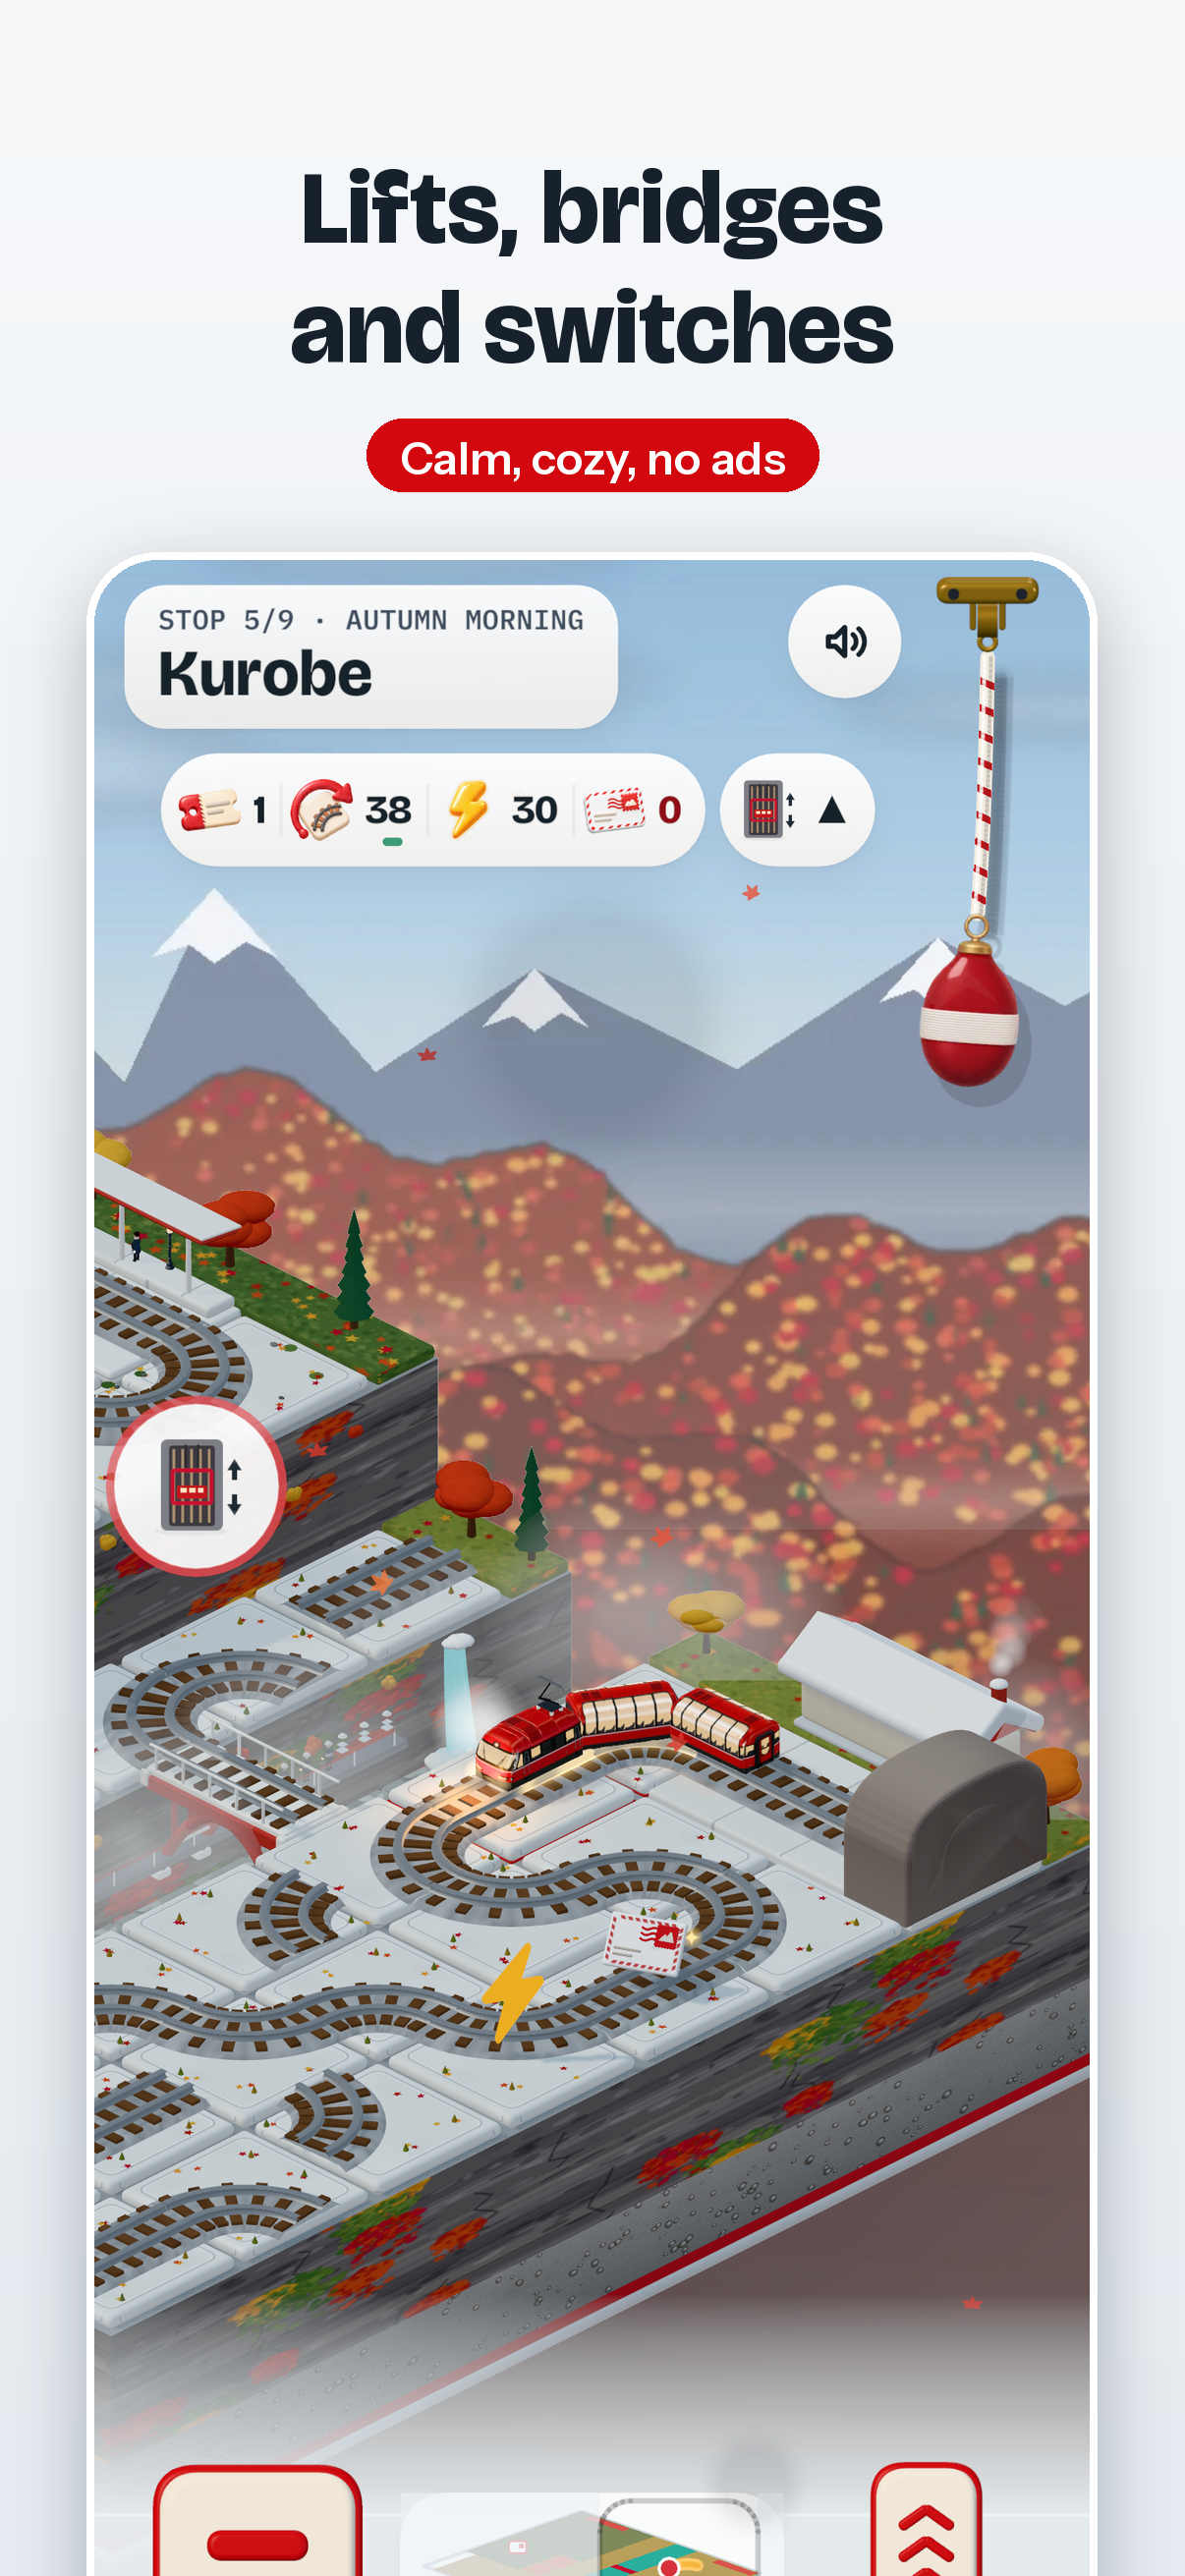 Lifts, bridges
and switches
Calm, cozy, no ads
STOP 5/9 · AUTUMN MORNING
Kurobe
1 38 30 0